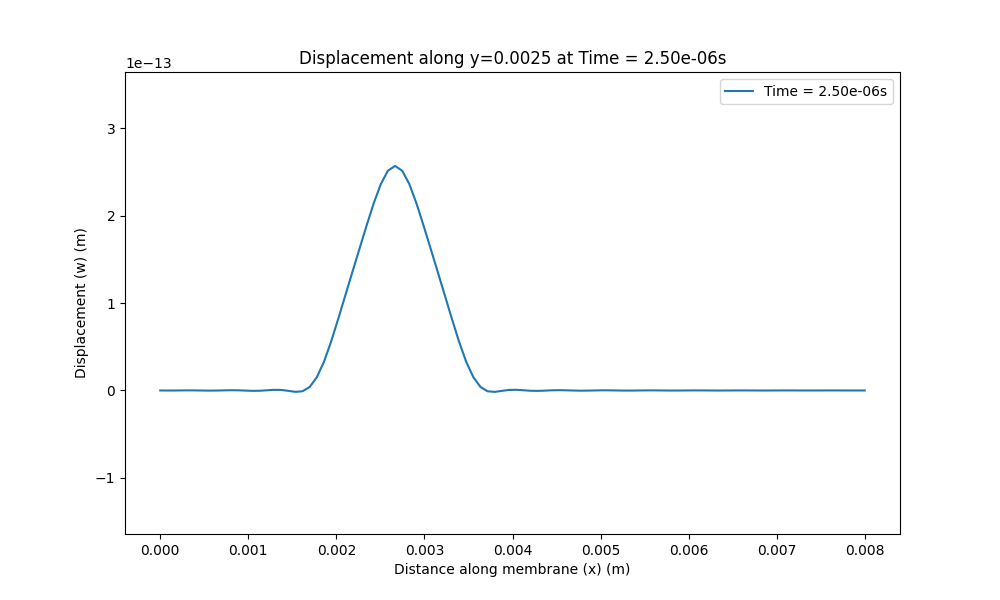 Displacement along y=0.0025 at Time = 2.50e-06s
1e−13
Time = 2.50e-06s
3
2
1
0
−1
Displacement (w) (m)
0.000 0.001 0.002 0.003 0.004 0.005 0.006 0.007 0.008
Distance along membrane (x) (m)